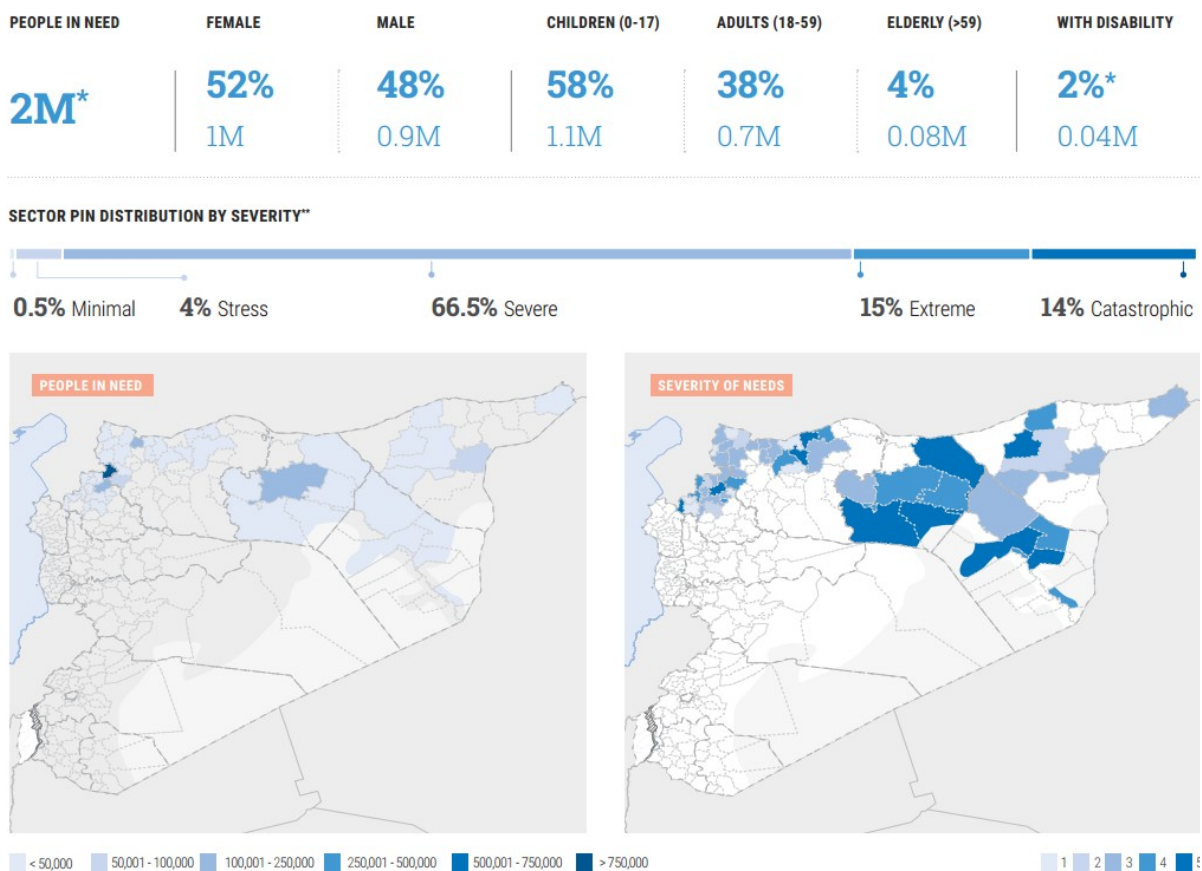 PEOPLE IN NEED FEMALE MALE CHILDREN (0-17) ADULTS (18-59) ELDERLY (>59) WITH DISABILITY
2M* 52% 48% 58% 38% 4% 2%*
1M 0.9M 1.1M 0.7M 0.08M 0.04M
SECTOR PIN DISTRIBUTION BY SEVERITY**
0.5% Minimal 4% Stress 66.5% Severe 15% Extreme 14% Catastrophic
PEOPLE IN NEED SEVERITY OF NEEDS
< 50,000 50,001 - 100,000 100,001 - 250,000 250,001 - 500,000 500,001 - 750,000 > 750,000 1 2 3 4 5